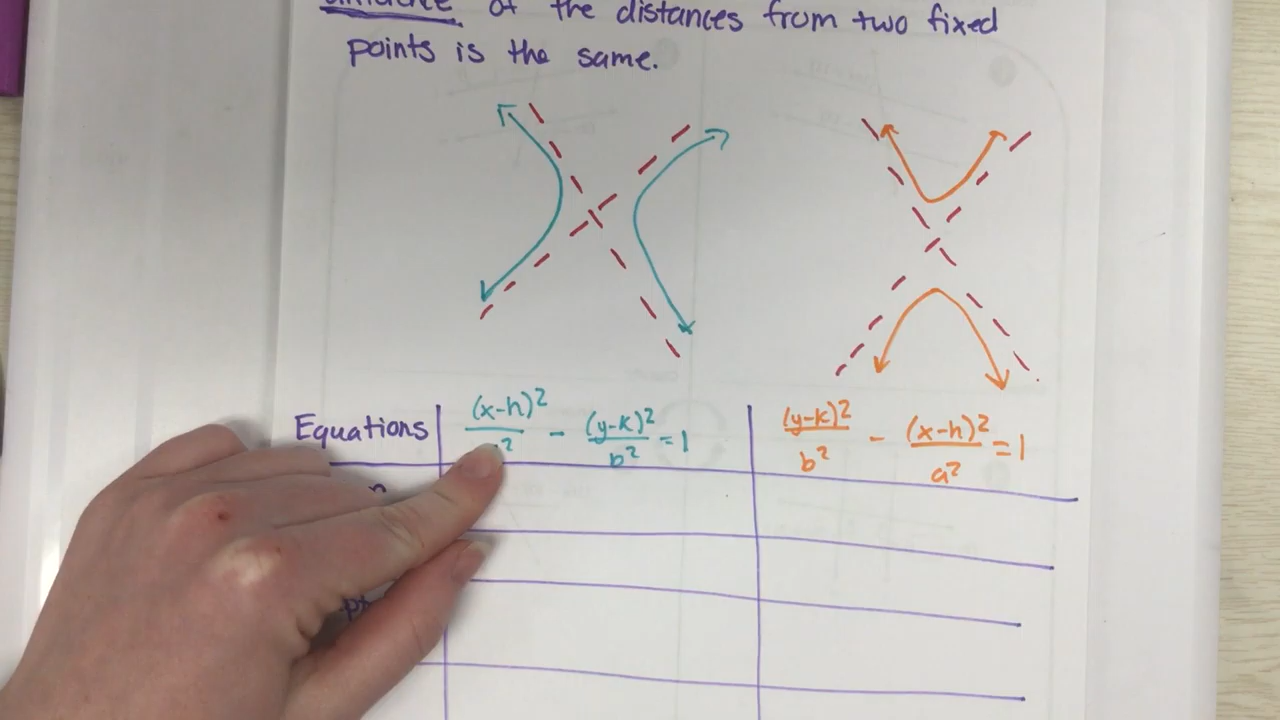 of the distances from two fixed
points is the same.
Equations
(x-h)²/ ² - (y-k)²/b² = 1
(y-k)²/b² - (x-h)²/a² = 1